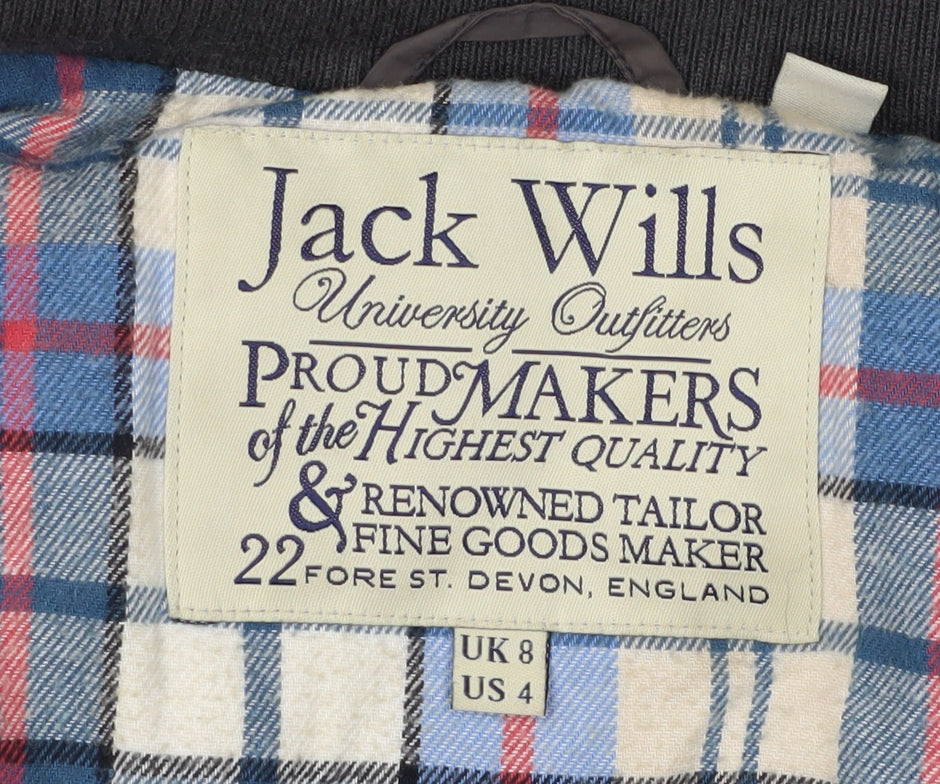 Jack Wills
University Outfitters
PROUD MAKERS
of the HIGHEST QUALITY
& RENOWNED TAILOR
FINE GOODS MAKER
22 FORE ST. DEVON, ENGLAND
UK 8
US 4